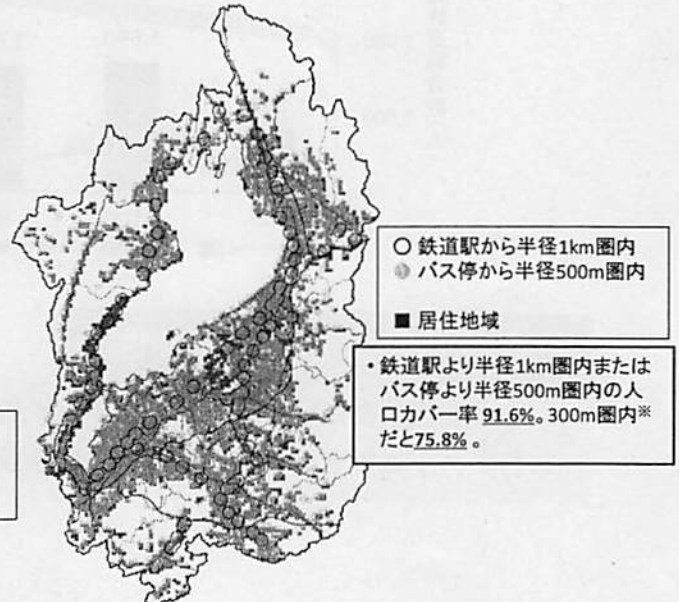 ○ 鉄道駅から半径1km圏内
● バス停から半径500m圏内
■ 居住地域
・鉄道駅より半径1km圏内または
バス停より半径500m圏内の人
口カバー率 91.6%。300m圏内※
だと75.8% 。